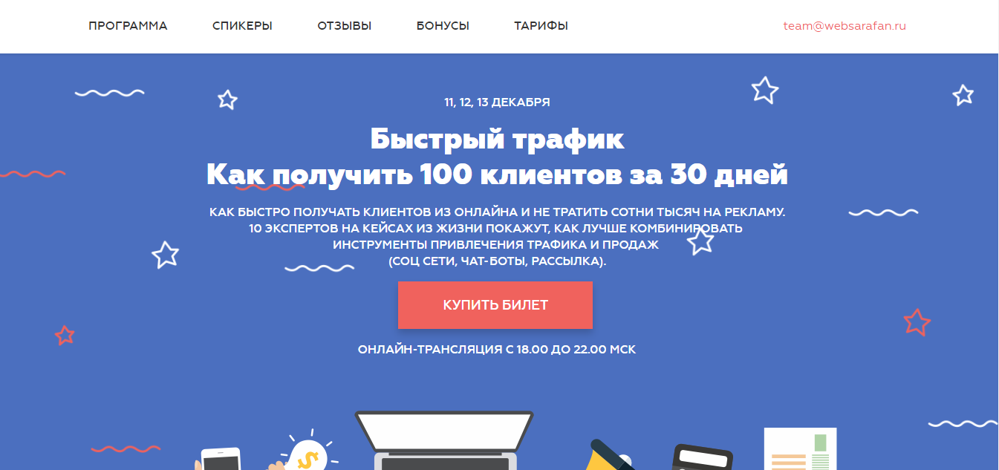 ПРОГРАММА СПИКЕРЫ ОТЗЫВЫ БОНУСЫ ТАРИФЫ team@websarafan.ru
11, 12, 13 ДЕКАБРЯ
Быстрый трафик
Как получить 100 клиентов за 30 дней
КАК БЫСТРО ПОЛУЧАТЬ КЛИЕНТОВ ИЗ ОНЛАЙНА И НЕ ТРАТИТЬ СОТНИ ТЫСЯЧ НА РЕКЛАМУ.
10 ЭКСПЕРТОВ НА КЕЙСАХ ИЗ ЖИЗНИ ПОКАЖУТ, КАК ЛУЧШЕ КОМБИНИРОВАТЬ
ИНСТРУМЕНТЫ ПРИВЛЕЧЕНИЯ ТРАФИКА И ПРОДАЖ
(СОЦ СЕТИ, ЧАТ-БОТЫ, РАССЫЛКА).
КУПИТЬ БИЛЕТ
ОНЛАЙН-ТРАНСЛЯЦИЯ С 18.00 ДО 22.00 МСК
$